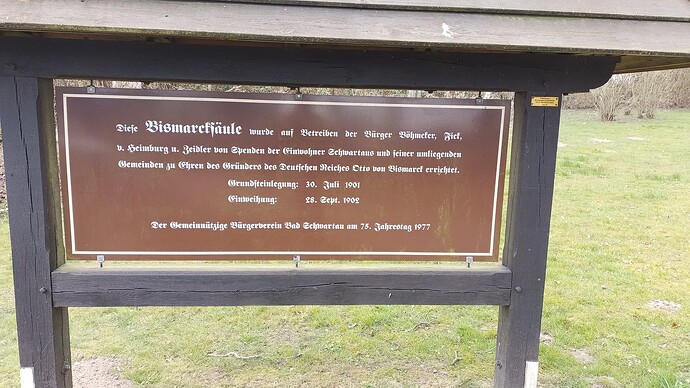 Diese Bismarcksäule wurde auf Betreiben der Bürger Böhmcker, Fick,
v. Heimburg u. Zeidler von Spenden der Einwohner Schwartaus und seiner umliegenden
Gemeinden zu Ehren des Gründers des Deutschen Reiches Otto von Bismarck errichtet.
Grundsteinlegung: 30. Juli 1901
Einweihung: 28. Sept. 1902
Der Gemeinnützige Bürgerverein Bad Schwartau am 75. Jahrestag 1977